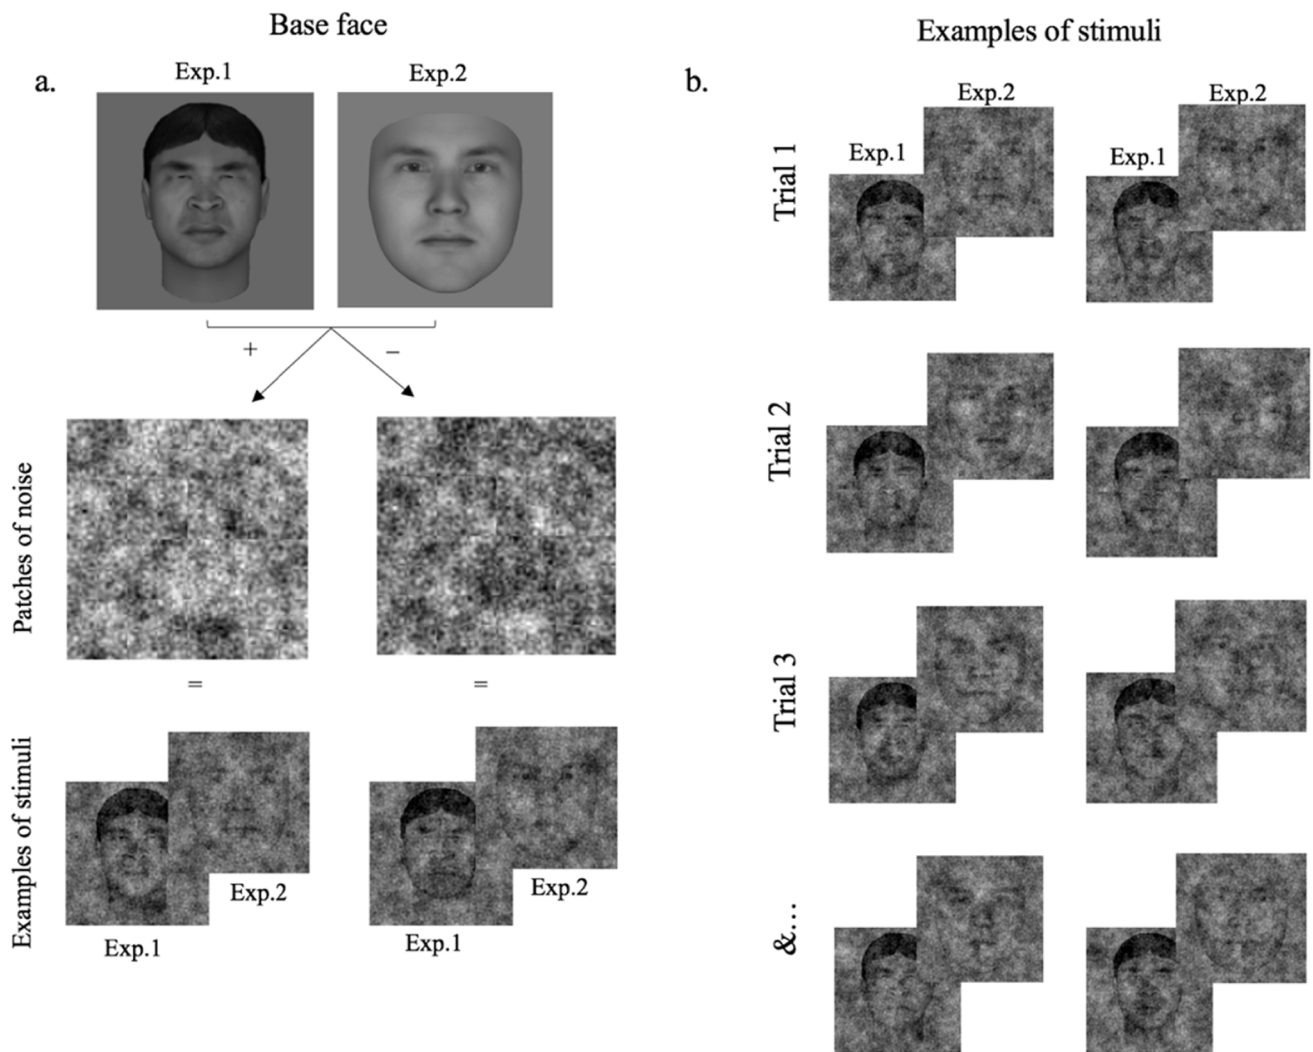 Base face
a.
Exp.1
Exp.2
+
–
Patches of noise
=
=
Examples of stimuli
Exp.1
Exp.2
Exp.1
Exp.2
Examples of stimuli
b.
Exp.2
Exp.2
Exp.1
Exp.1
Trial 1
Trial 2
Trial 3
&...